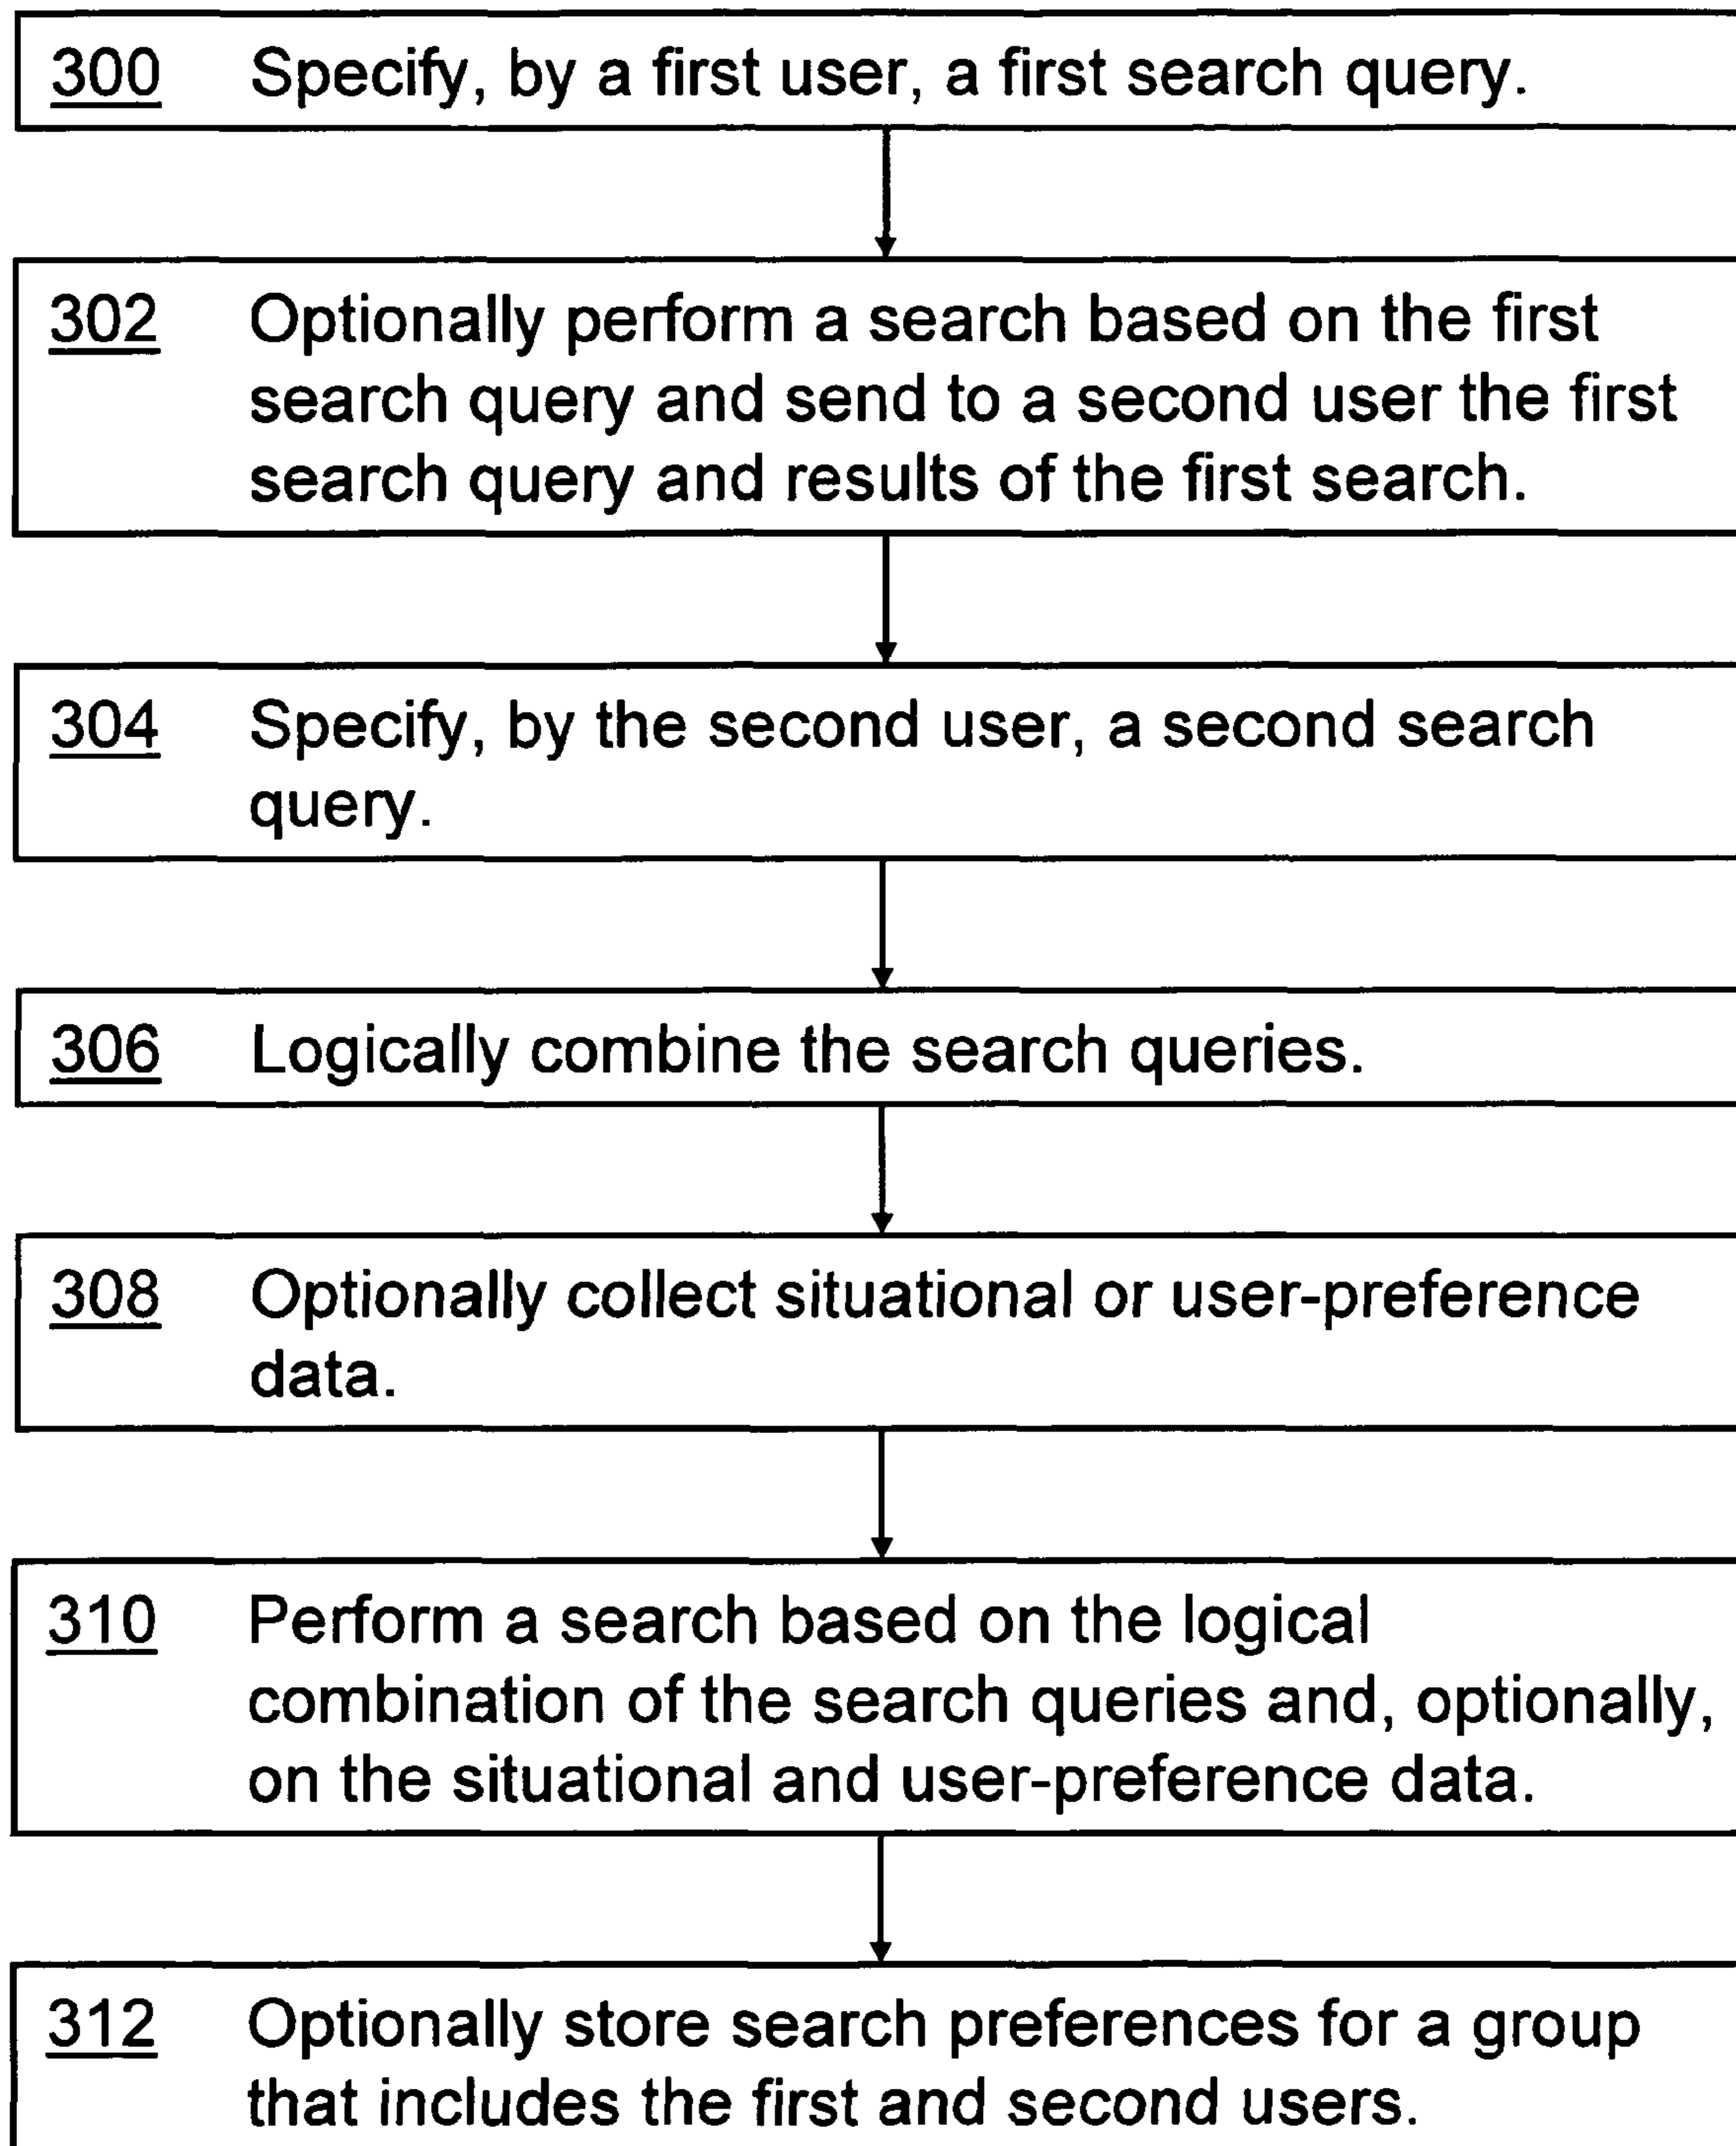 300 Specify, by a first user, a first search query.
302 Optionally perform a search based on the first
search query and send to a second user the first
search query and results of the first search.
304 Specify, by the second user, a second search
query.
306 Logically combine the search queries.
308 Optionally collect situational or user-preference
data.
310 Perform a search based on the logical
combination of the search queries and, optionally,
on the situational and user-preference data.
312 Optionally store search preferences for a group
that includes the first and second users.